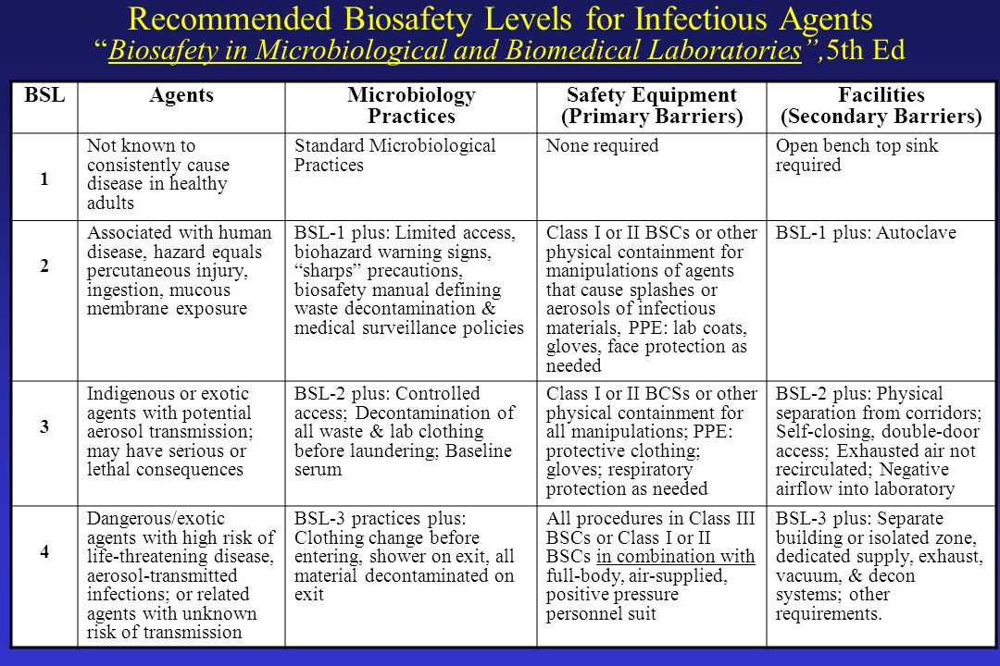 Recommended Biosafety Levels for Infectious Agents
“Biosafety in Microbiological and Biomedical Laboratories”,5th Ed
BSL
Agents
Microbiology
Practices
Safety Equipment
(Primary Barriers)
Facilities
(Secondary Barriers)
1
Not known to
consistently cause
disease in healthy
adults
Standard Microbiological
Practices
None required
Open bench top sink
required
2
Associated with human
disease, hazard equals
percutaneous injury,
ingestion, mucous
membrane exposure
BSL-1 plus: Limited access,
biohazard warning signs,
“sharps” precautions,
biosafety manual defining
waste decontamination &
medical surveillance policies
Class I or II BSCs or other
physical containment for
manipulations of agents
that cause splashes or
aerosols of infectious
materials, PPE: lab coats,
gloves, face protection as
needed
BSL-1 plus: Autoclave
3
Indigenous or exotic
agents with potential
aerosol transmission;
may have serious or
lethal consequences
BSL-2 plus: Controlled
access; Decontamination of
all waste & lab clothing
before laundering; Baseline
serum
Class I or II BCSs or other
physical containment for
all manipulations; PPE:
protective clothing;
gloves; respiratory
protection as needed
BSL-2 plus: Physical
separation from corridors;
Self-closing, double-door
access; Exhausted air not
recirculated; Negative
airflow into laboratory
4
Dangerous/exotic
agents with high risk of
life-threatening disease,
aerosol-transmitted
infections; or related
agents with unknown
risk of transmission
BSL-3 practices plus:
Clothing change before
entering, shower on exit, all
material decontaminated on
exit
All procedures in Class III
BSCs or Class I or II
BSCs in combination with
full-body, air-supplied,
positive pressure
personnel suit
BSL-3 plus: Separate
building or isolated zone,
dedicated supply, exhaust,
vacuum, & decon
systems; other
requirements.